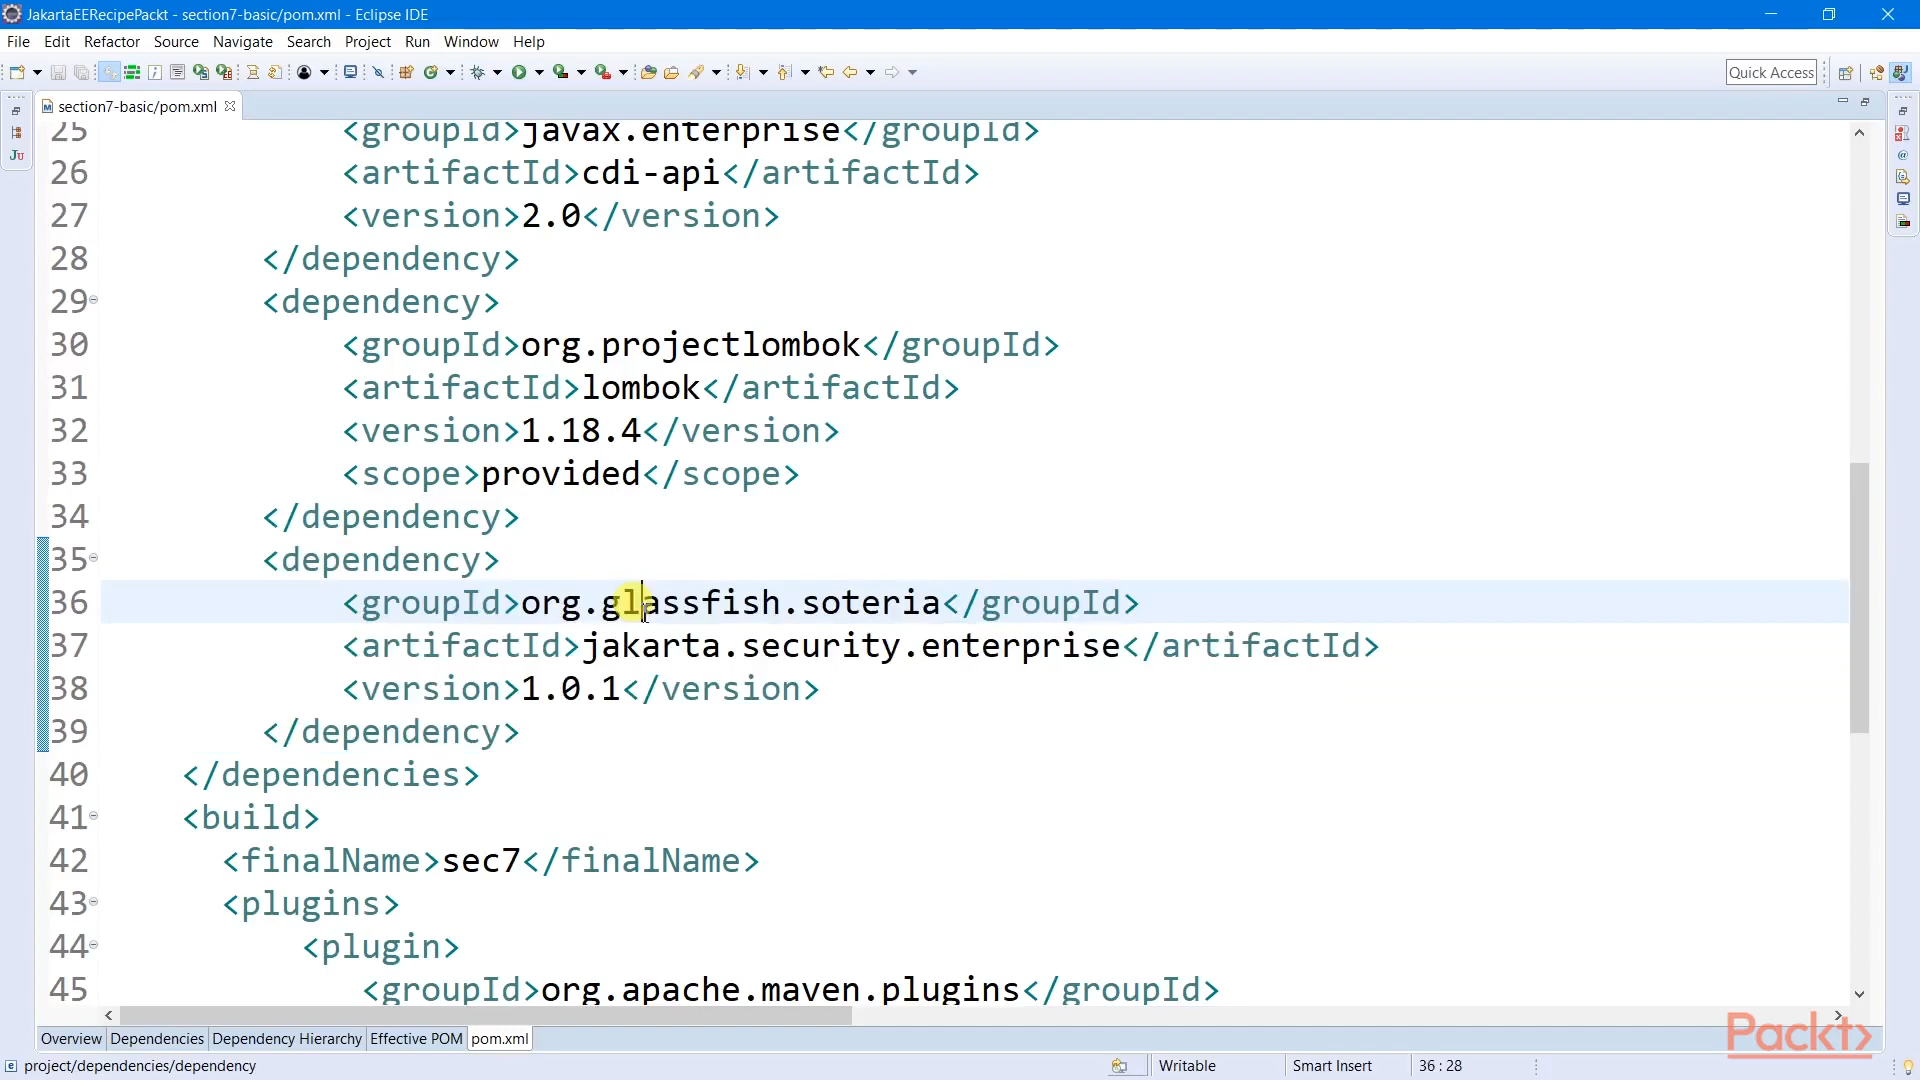 JakartaEERecipePackt - section7-basic/pom.xml - Eclipse IDE
File Edit Refactor Source Navigate Search Project Run Window Help
Quick Access
section7-basic/pom.xml
25 <groupId>javax.enterprise</groupId>
26 <artifactId>cdi-api</artifactId>
27 <version>2.0</version>
28 </dependency>
29 <dependency>
30 <groupId>org.projectlombok</groupId>
31 <artifactId>lombok</artifactId>
32 <version>1.18.4</version>
33 <scope>provided</scope>
34 </dependency>
35 <dependency>
36 <groupId>org.glassfish.soteria</groupId>
37 <artifactId>jakarta.security.enterprise</artifactId>
38 <version>1.0.1</version>
39 </dependency>
40 </dependencies>
41 <build>
42 <finalName>sec7</finalName>
43 <plugins>
44 <plugin>
45 <groupId>org.apache.maven.plugins</groupId>
Overview Dependencies Dependency Hierarchy Effective POM pom.xml
Packt>
project/dependencies/dependency Writable Smart Insert 36 : 28